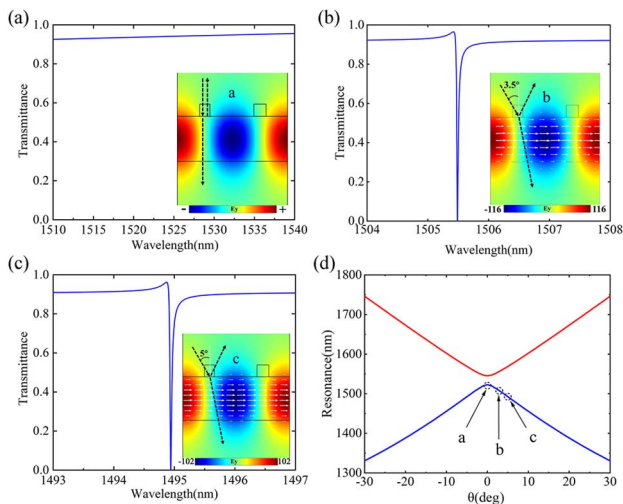 (a)
1.0
0.8
0.6
0.4
0.2
0.0
Transmittance
1510 1515 1520 1525 1530 1535 1540
Wavelength(nm)
a
- Ey +
(b)
1.0
0.8
0.6
0.4
0.2
0.0
Transmittance
1504 1505 1506 1507 1508
Wavelength(nm)
3.5°
b
-116 Ey 116
(c)
1.0
0.8
0.6
0.4
0.2
0.0
Transmittance
1493 1494 1495 1496 1497
Wavelength(nm)
5°
c
-102 Ey 102
(d)
1800
1700
1600
1500
1400
1300
Resonance(nm)
-30 -20 -10 0 10 20 30
θ(deg)
a
b
c